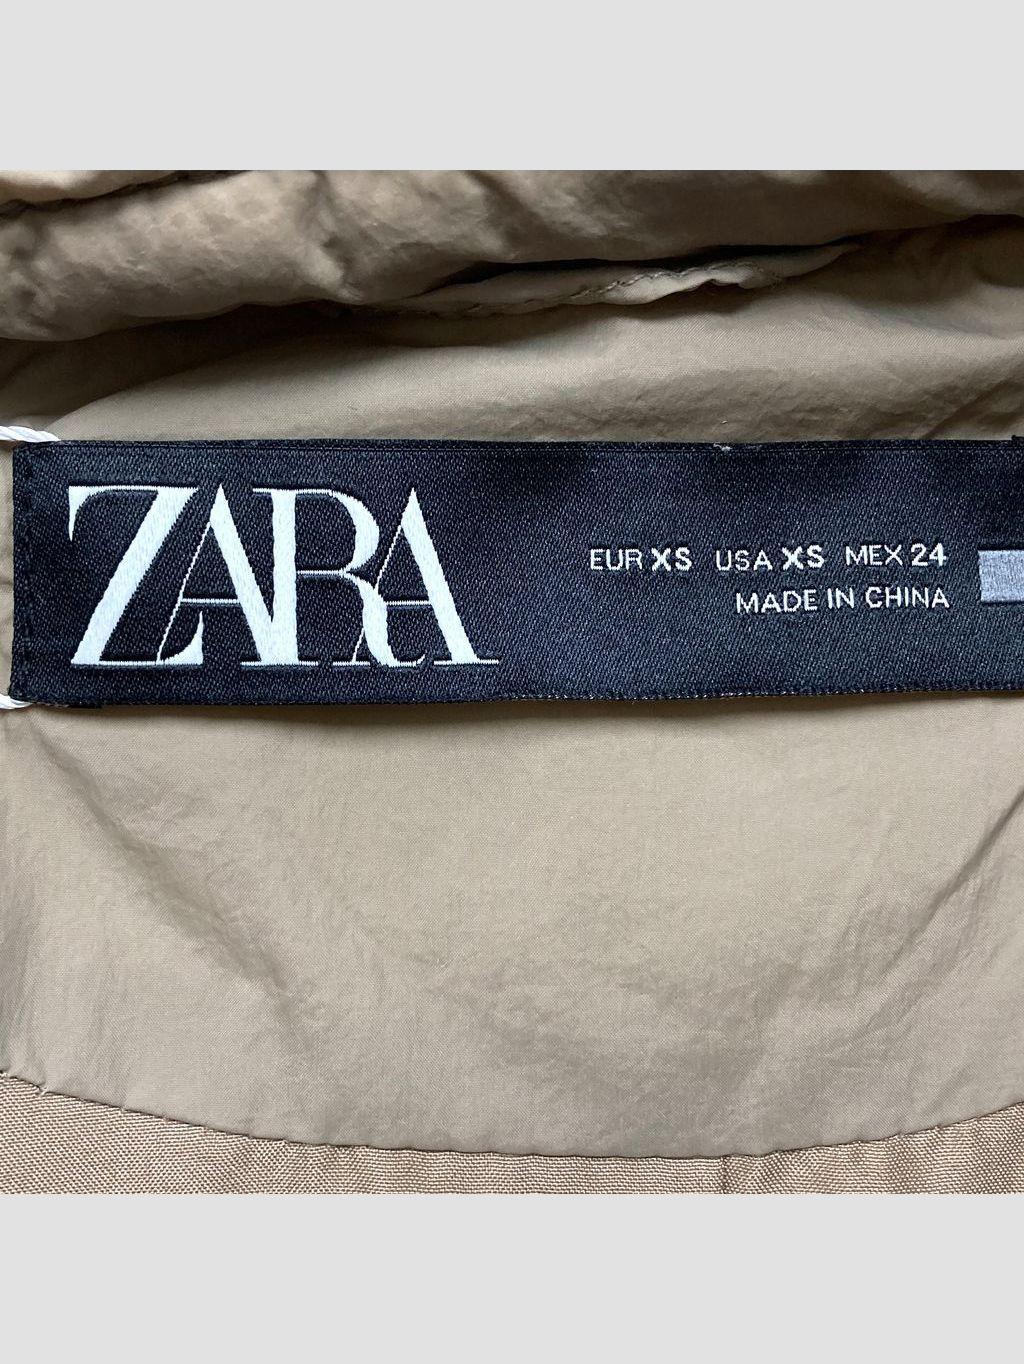 ZARA
EUR XS USA XS MEX 24
MADE IN CHINA